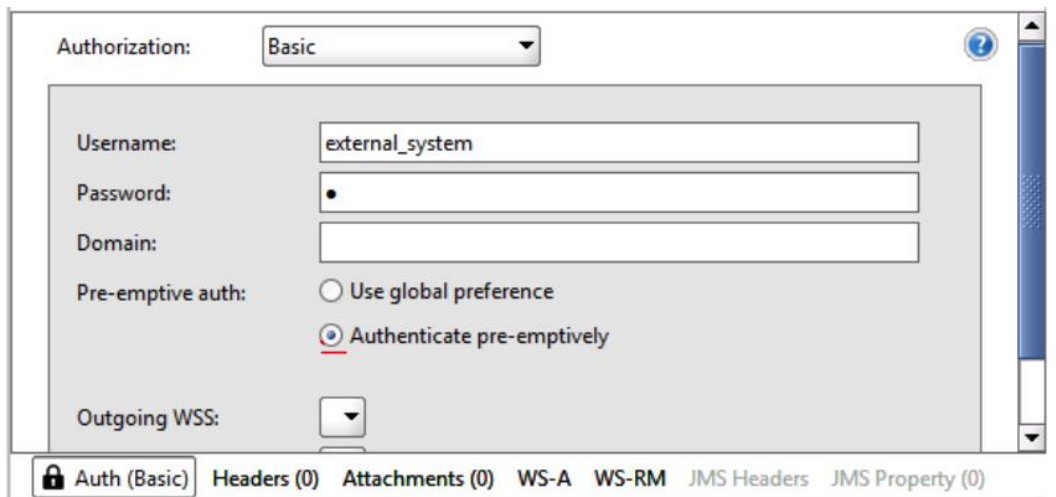 Authorization: Basic
Username: external_system
Password: ●
Domain:
Pre-emptive auth: Use global preference
Authenticate pre-emptively
Outgoing WSS:
Auth (Basic) Headers (0) Attachments (0) WS-A WS-RM JMS Headers JMS Property (0)